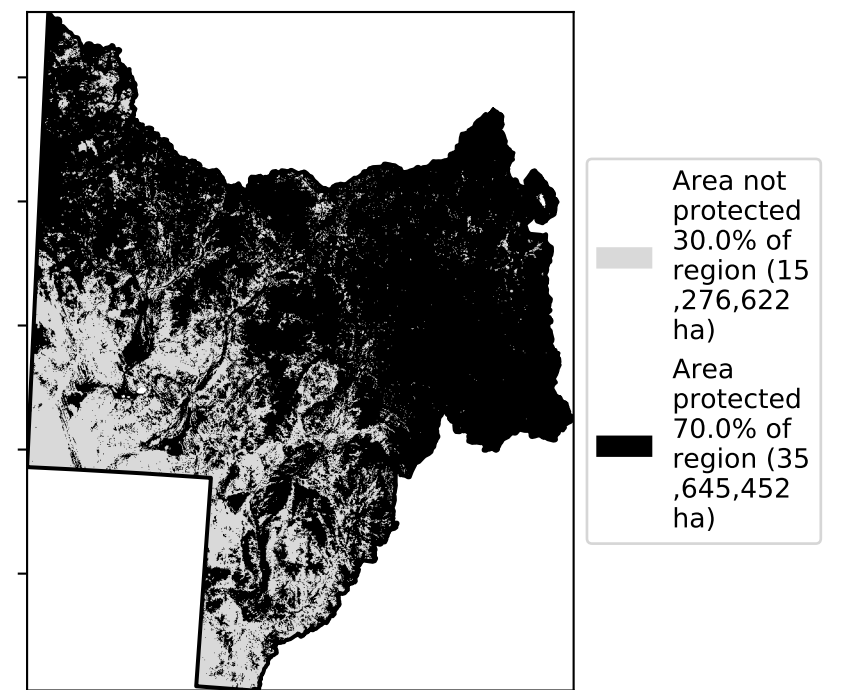 Area not
protected
30.0% of
region (15
,276,622
ha)
Area
protected
70.0% of
region (35
,645,452
ha)